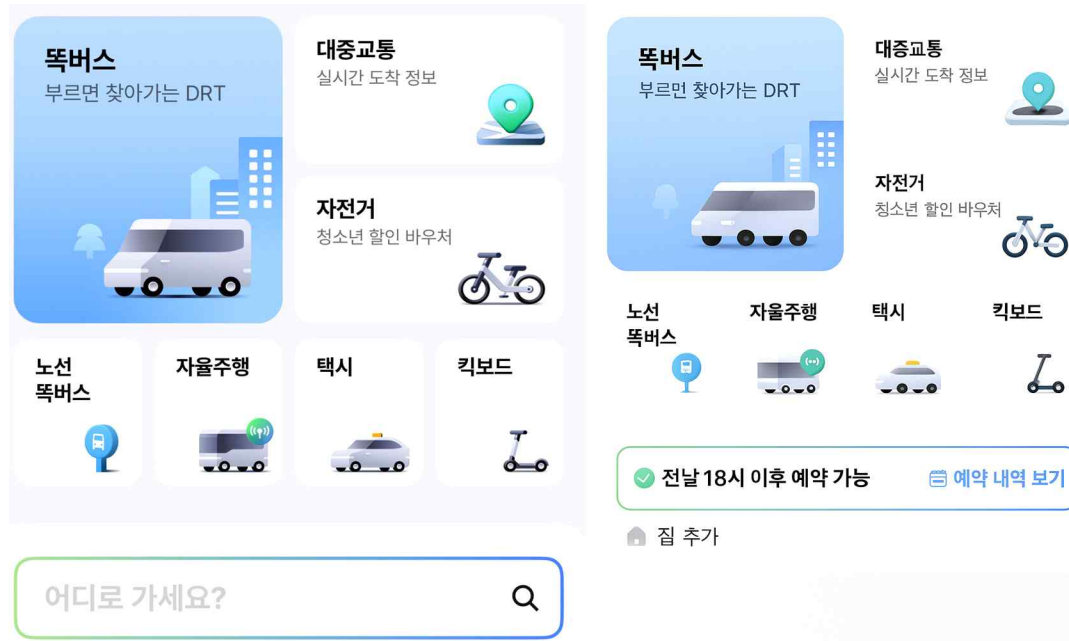 똑버스
부르면 찾아가는 DRT
대중교통
실시간 도착 정보
자전거
청소년 할인 바우처
노선
똑버스
자율주행
택시
킥보드
어디로 가세요?
똑버스
부르먼 찾아가는 DRT
대증교통
실시간 도착 정보
자전거
청소년 할인 바우처
노선
똑버스
자울주행
택시
킥보드
전날 18시 이후 예약 가능
예약 내역 보기
짐 추가